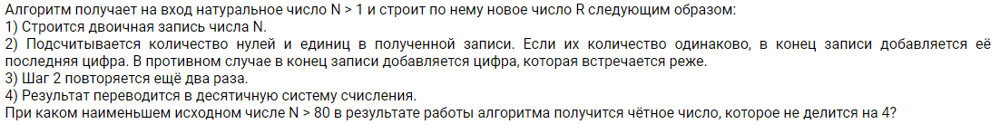 Алгоритм получает на вход натуральное число N > 1 и строит по нему новое число R следующим образом:
1) Строится двоичная запись числа N.
2) Подсчитывается количество нулей и единиц в полученной записи. Если их количество одинаково, в конец записи добавляется её
последняя цифра. В противном случае в конец записи добавляется цифра, которая встречается реже.
3) Шаг 2 повторяется ещё два раза.
4) Результат переводится в десятичную систему счисления.
При каком наименьшем исходном числе N > 80 в результате работы алгоритма получится чётное число, которое не делится на 4?